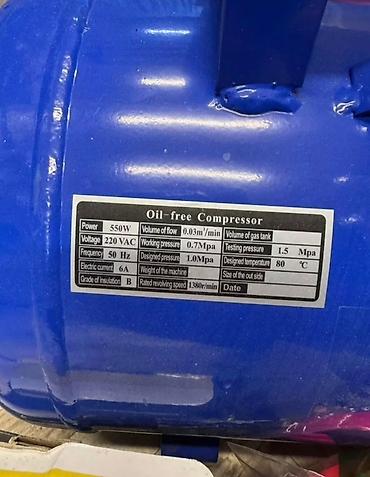 Oil-free Compressor
Power 550W Volume of flow 0.03m³/min Volume of gas tank
Voltage 220 VAC Working pressure 0.7Mpa Testing pressure 1.5 Mpa
Frequency 50 Hz Designed pressure 1.0Mpa Designed temperature 80 ℃
Electric current 6A Weight of the machine Size of the out side
Grade of insulation B Rated revolving speed 1380r/min Date